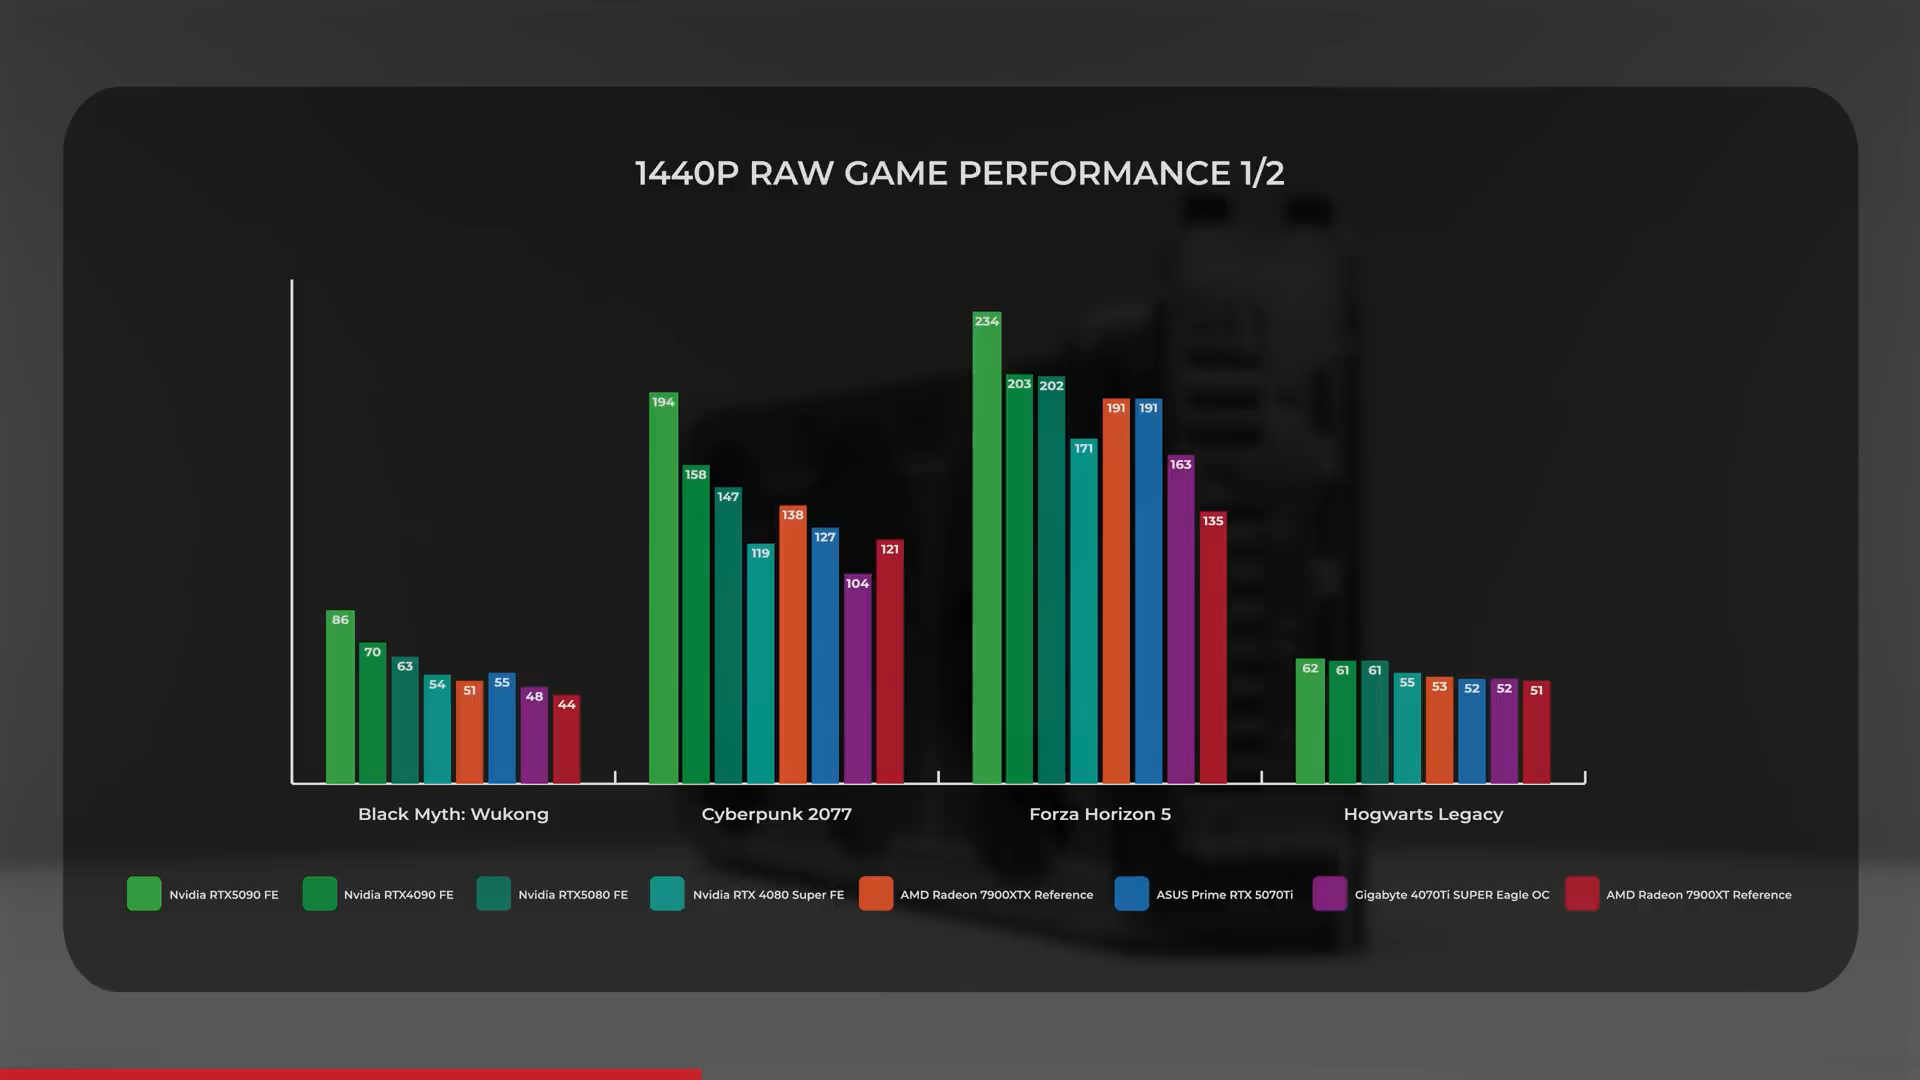 1440P RAW GAME PERFORMANCE 1/2
86 70 63 54 51 55 48 44
194 158 147 119 138 127 104 121
234 203 202 171 191 191 163 135
62 61 61 55 53 52 52 51
Black Myth: Wukong Cyberpunk 2077 Forza Horizon 5 Hogwarts Legacy
Nvidia RTX5090 FE Nvidia RTX4090 FE Nvidia RTX5080 FE Nvidia RTX 4080 Super FE AMD Radeon 7900XTX Reference ASUS Prime RTX 5070Ti Gigabyte 4070Ti SUPER Eagle OC AMD Radeon 7900XT Reference